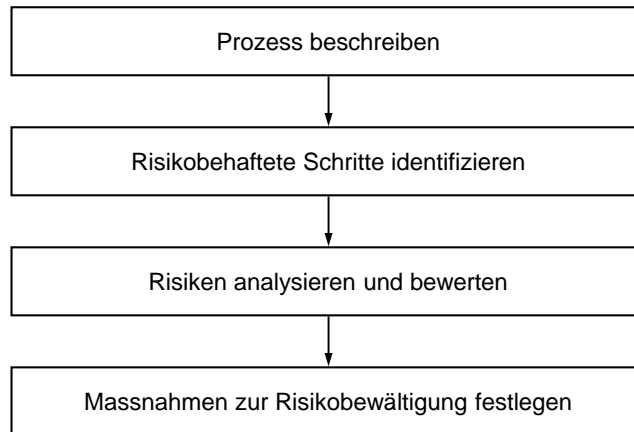 Prozess beschreiben
Risikobehaftete Schritte identifizieren
Risiken analysieren und bewerten
Massnahmen zur Risikobewältigung festlegen